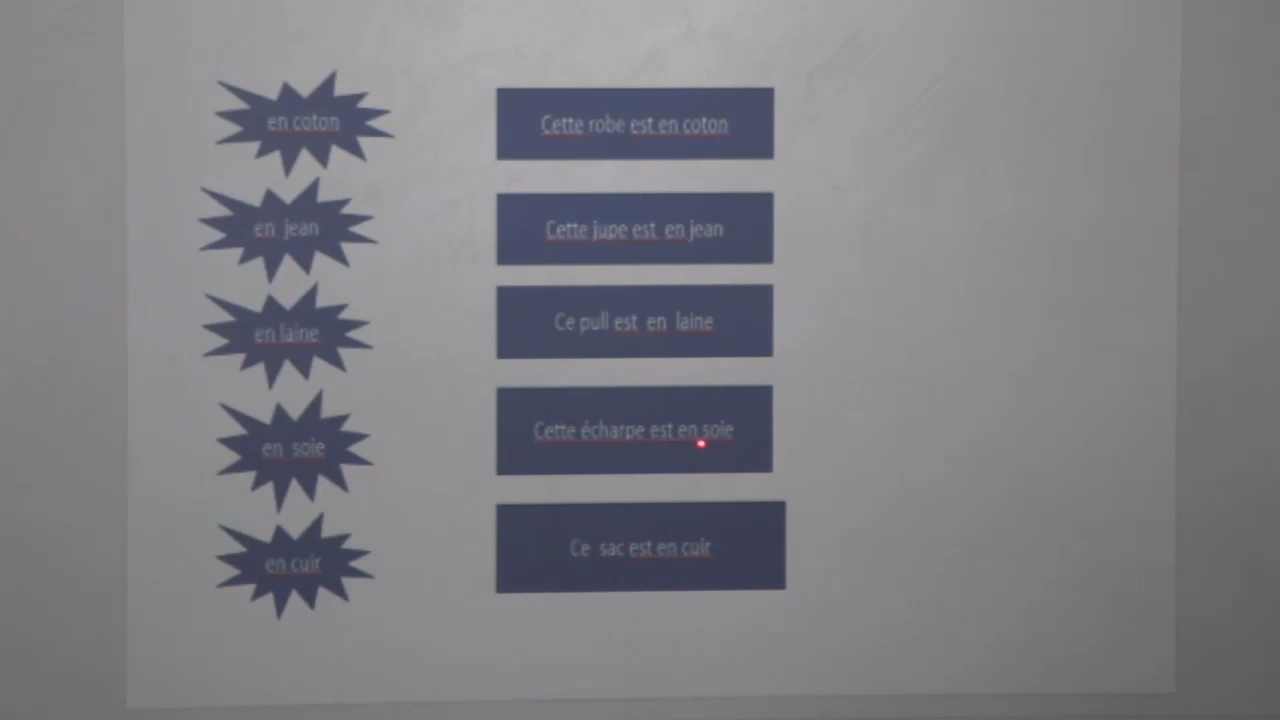 en coton
Cette robe est en coton
en jean
Cette jupe est en jean
en laine
Ce pull est en laine
en soie
Cette écharpe est en soie
en cuir
Ce sac est en cuir